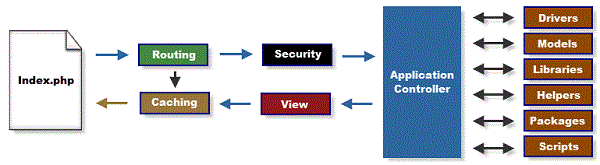 Index.php
Routing
Security
Caching
View
Application
Controller
Drivers
Models
Libraries
Helpers
Packages
Scripts